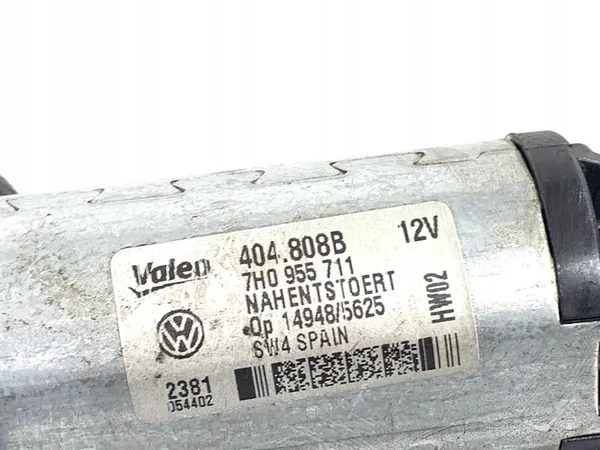 Valeo 404.808B 12V
7H0 955 711
NAHENTSTOERT
Qp 14948/5625
SW4 SPAIN
HW02
2381
054402